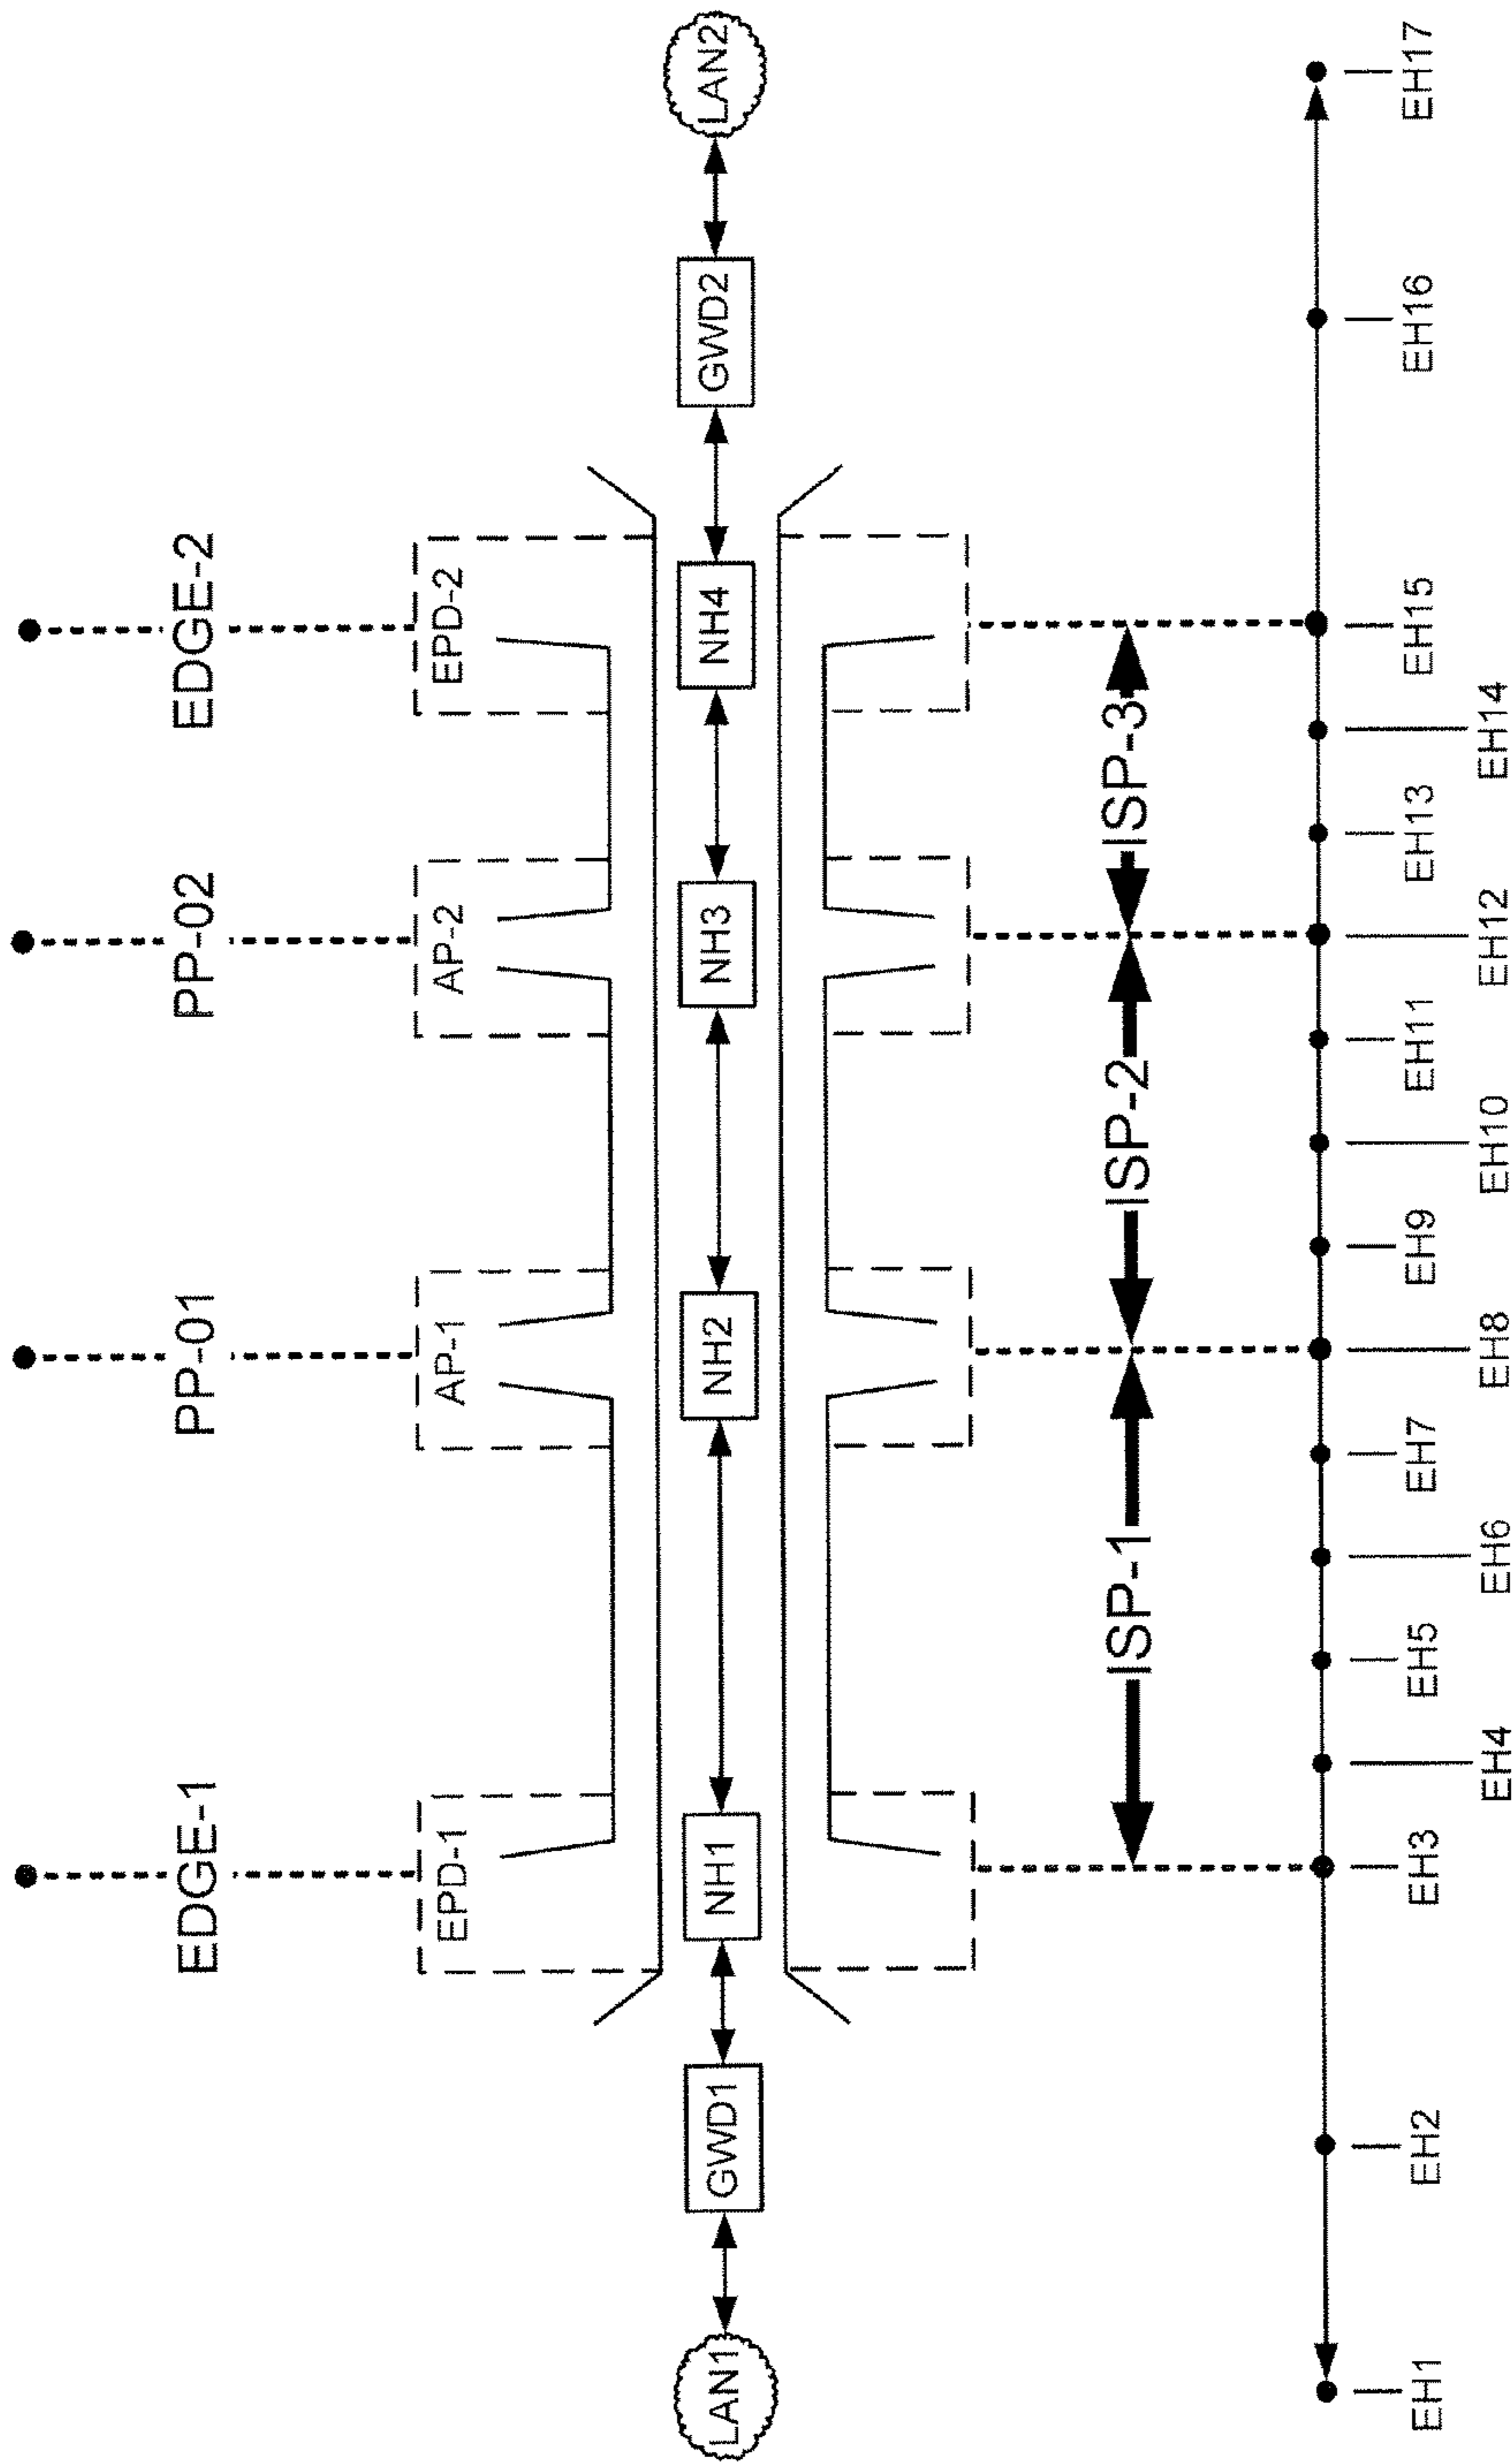 EDGE-1
PP-01
PP-02
EDGE-2
EPD-1
AP-1
AP-2
EPD-2
LAN1
GWD1
NH1
NH2
NH3
NH4
GWD2
LAN2
ISP-1
ISP-2
ISP-3
EH1
EH2
EH3
EH4
EH5
EH6
EH7
EH8
EH9
EH10
EH11
EH12
EH13
EH14
EH15
EH16
EH17